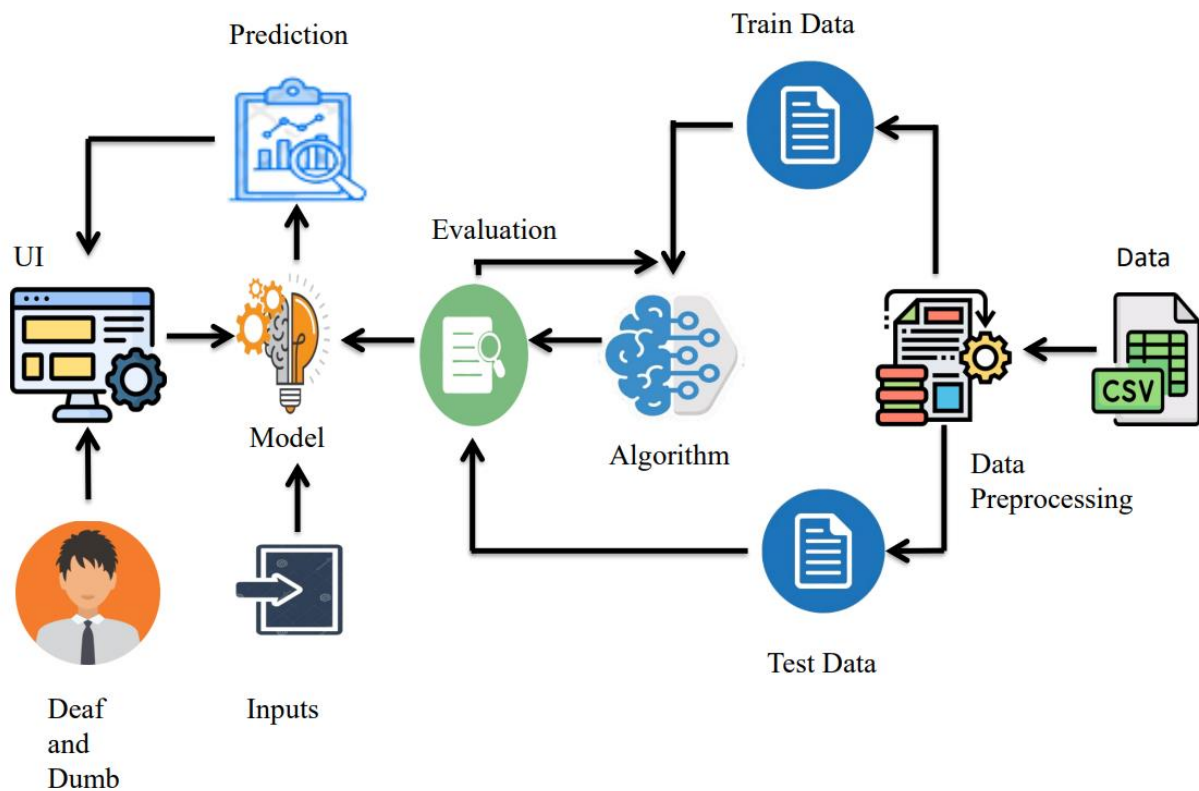 Prediction
Train Data
Evaluation
UI
Data
CSV
Model
Algorithm
Data
Preprocessing
Test Data
Deaf
and
Dumb
Inputs